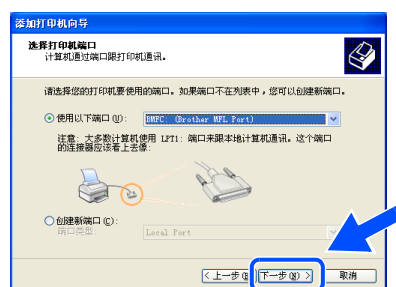 添加打印机向导
选择打印机端口
计算机通过端口跟打印机通讯。
请选择您的打印机要使用的端口。如果端口不在列表中，您可以创建新端口。
使用以下端口(U): BMFC: (Brother MFL Port)
注意: 大多数计算机使用 LPT1: 端口来跟本地计算机通讯。这个端口
的连接器应该看上去像:
创建新端口(C):
端口类型: Local Port
< 上一步(B) 下一步(N) > 取消